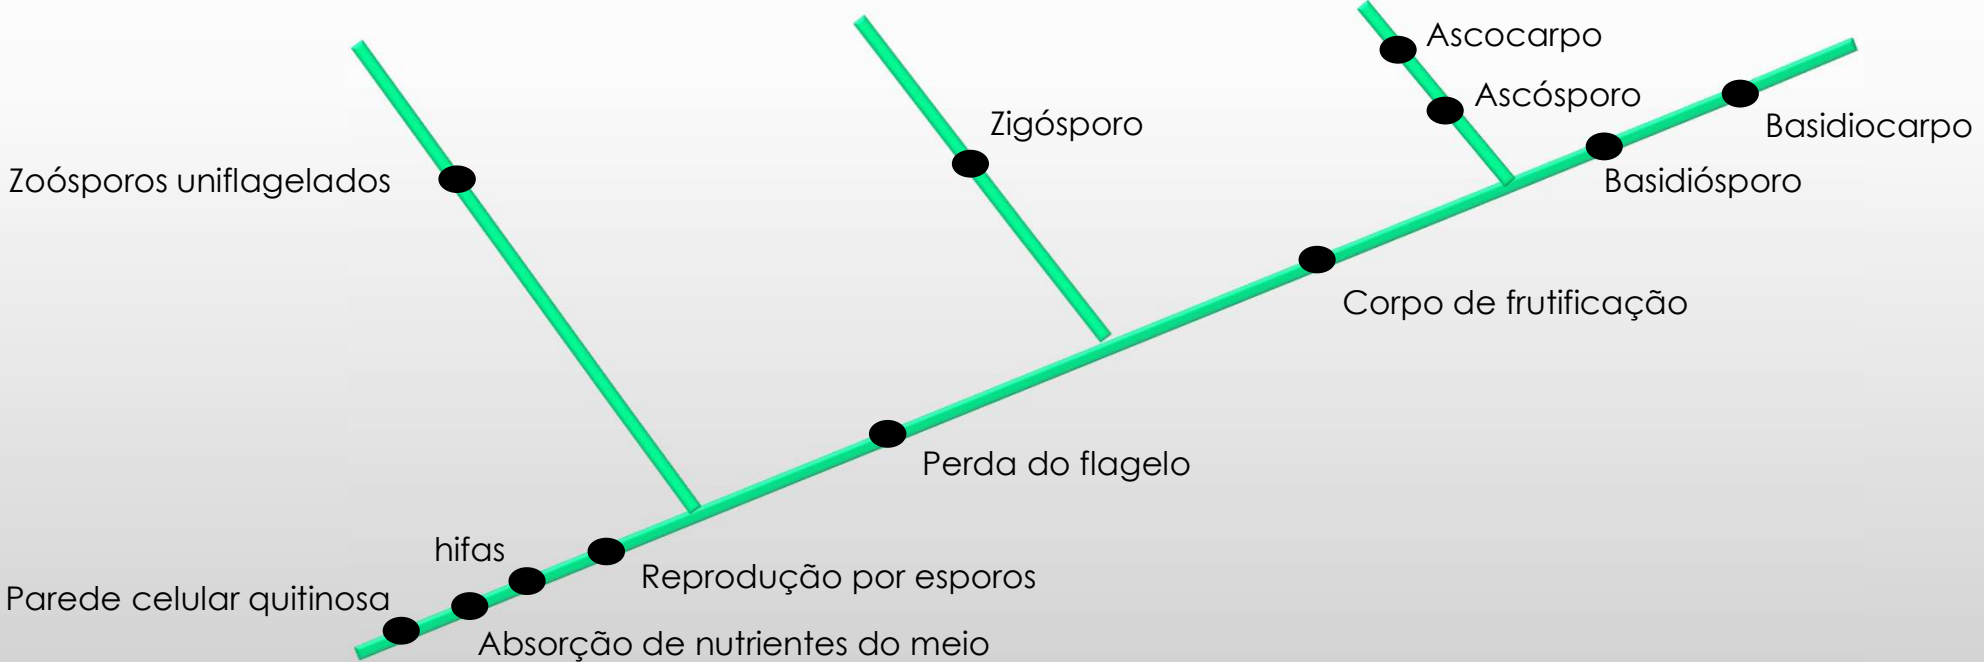 Ascocarpo
Ascósporo
Zigósporo
Basidiocarpo
Zoósporos uniflagelados
Basidiósporo
Corpo de frutificação
Perda do flagelo
hifas
Reprodução por esporos
Parede celular quitinosa
Absorção de nutrientes do meio